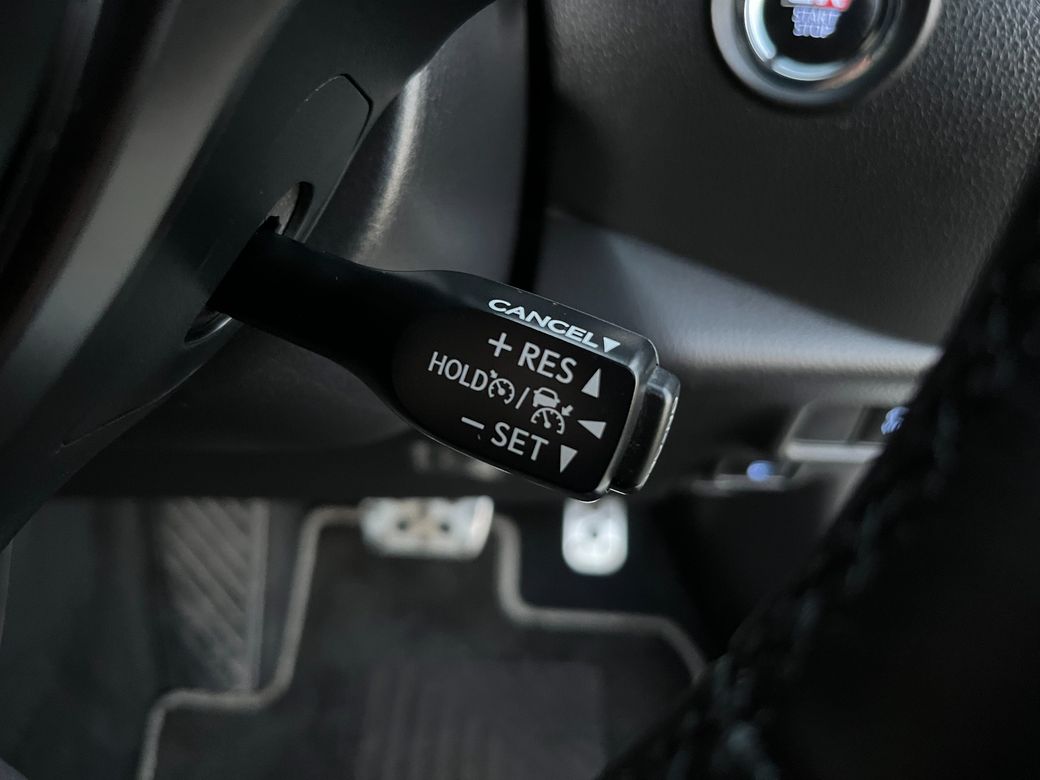 START
STOP
CANCEL▼
+ RES ▲
HOLD / ◀
− SET ▼